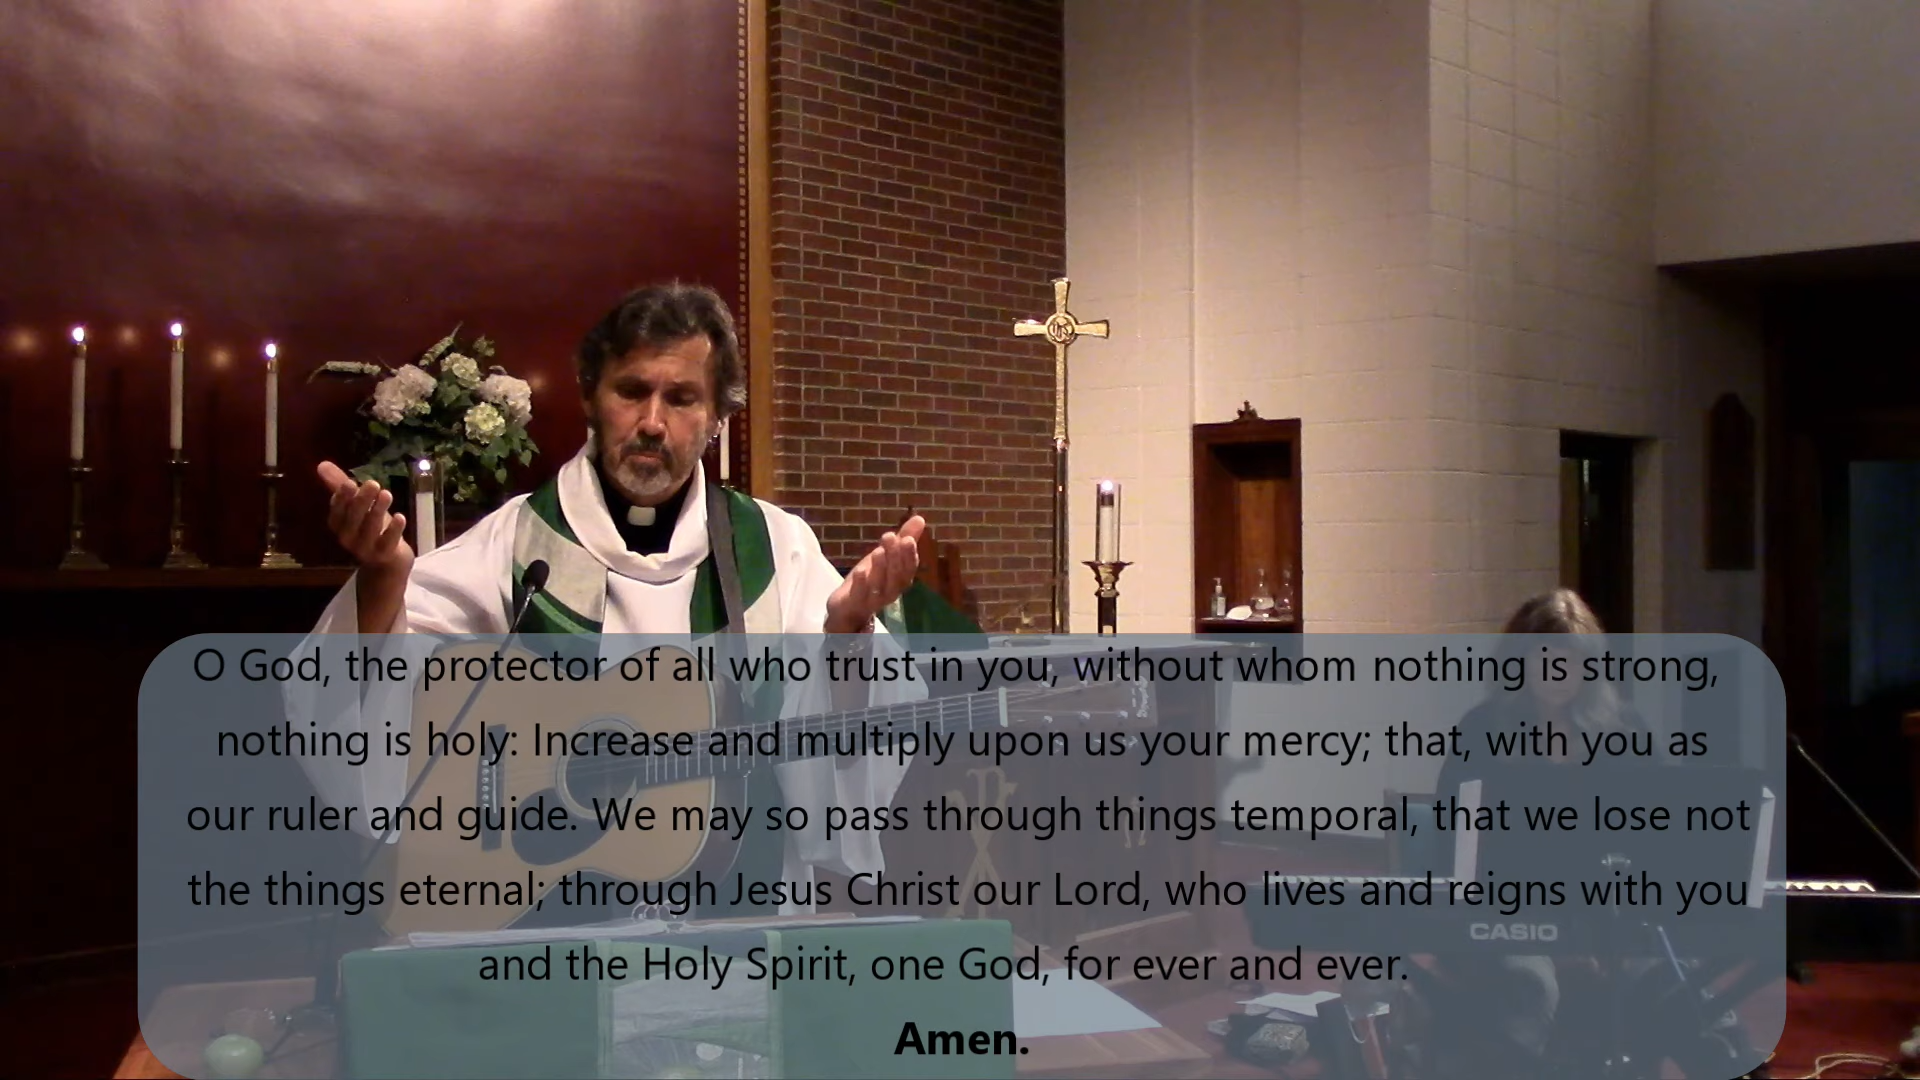 O God, the protector of all who trust in you, without whom nothing is strong,
nothing is holy: Increase and multiply upon us your mercy; that, with you as
our ruler and guide. We may so pass through things temporal, that we lose not
the things eternal; through Jesus Christ our Lord, who lives and reigns with you
and the Holy Spirit, one God, for ever and ever.
Amen.
CASIO